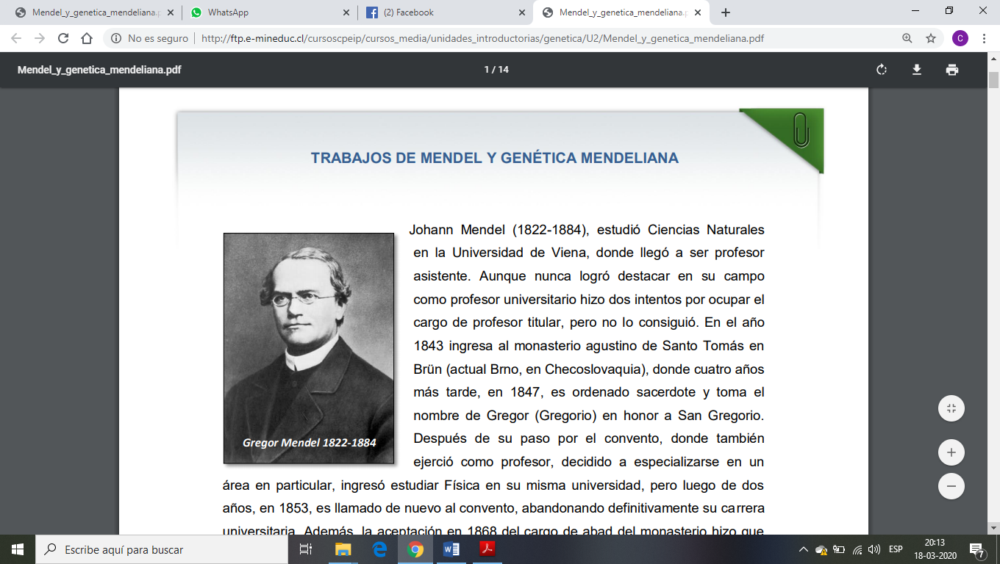 Mendel_y_genetica_mendeliana.p
WhatsApp
(2) Facebook
Mendel_y_genetica_mendeliana.p
No es seguro
http://ftp.e-mineduc.cl/cursoscpeip/cursos_media/unidades_introductorias/genetica/U2/Mendel_y_genetica_mendeliana.pdf
C
Mendel_y_genetica_mendeliana.pdf
1 / 14
TRABAJOS DE MENDEL Y GENÉTICA MENDELIANA
Johann Mendel (1822-1884), estudió Ciencias Naturales
en la Universidad de Viena, donde llegó a ser profesor
asistente. Aunque nunca logró destacar en su campo
como profesor universitario hizo dos intentos por ocupar el
cargo de profesor titular, pero no lo consiguió. En el año
1843 ingresa al monasterio agustino de Santo Tomás en
Brün (actual Brno, en Checoslovaquia), donde cuatro años
más tarde, en 1847, es ordenado sacerdote y toma el
nombre de Gregor (Gregorio) en honor a San Gregorio.
Después de su paso por el convento, donde también
ejerció como profesor, decidido a especializarse en un
Gregor Mendel 1822-1884
área en particular, ingresó estudiar Física en su misma universidad, pero luego de dos
años, en 1853, es llamado de nuevo al convento, abandonando definitivamente su carrera
universitaria. Además, la aceptación en 1868 del cargo de abad del monasterio hizo que
Escribe aquí para buscar
ESP
20:13
18-03-2020
7